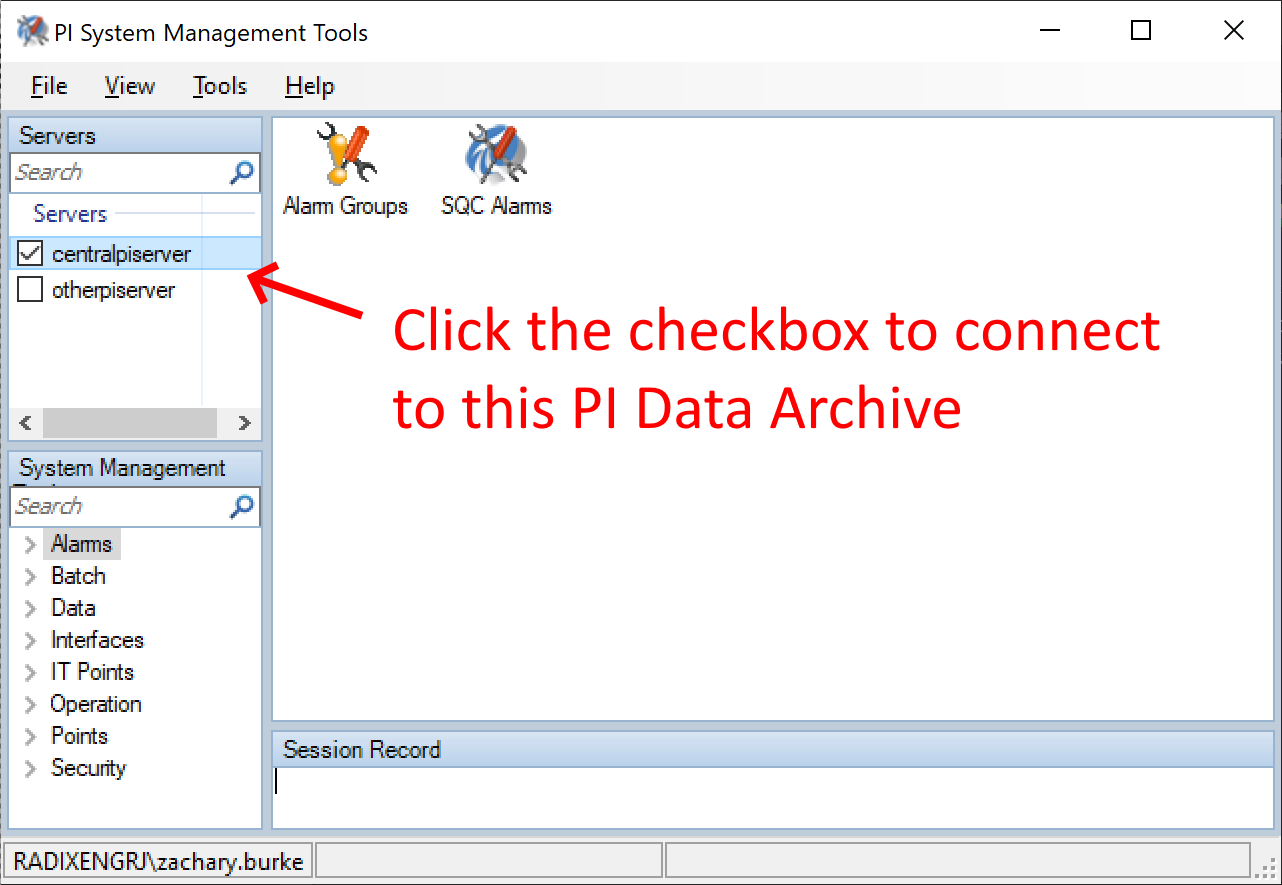 PI System Management Tools
File View Tools Help
Servers
Search
Servers
centralpiserver
otherpiserver
Alarm Groups
SQC Alarms
Click the checkbox to connect
to this PI Data Archive
System Management
Search
Alarms
Batch
Data
Interfaces
IT Points
Operation
Points
Security
Session Record
RADIXENGRJ\zachary.burke